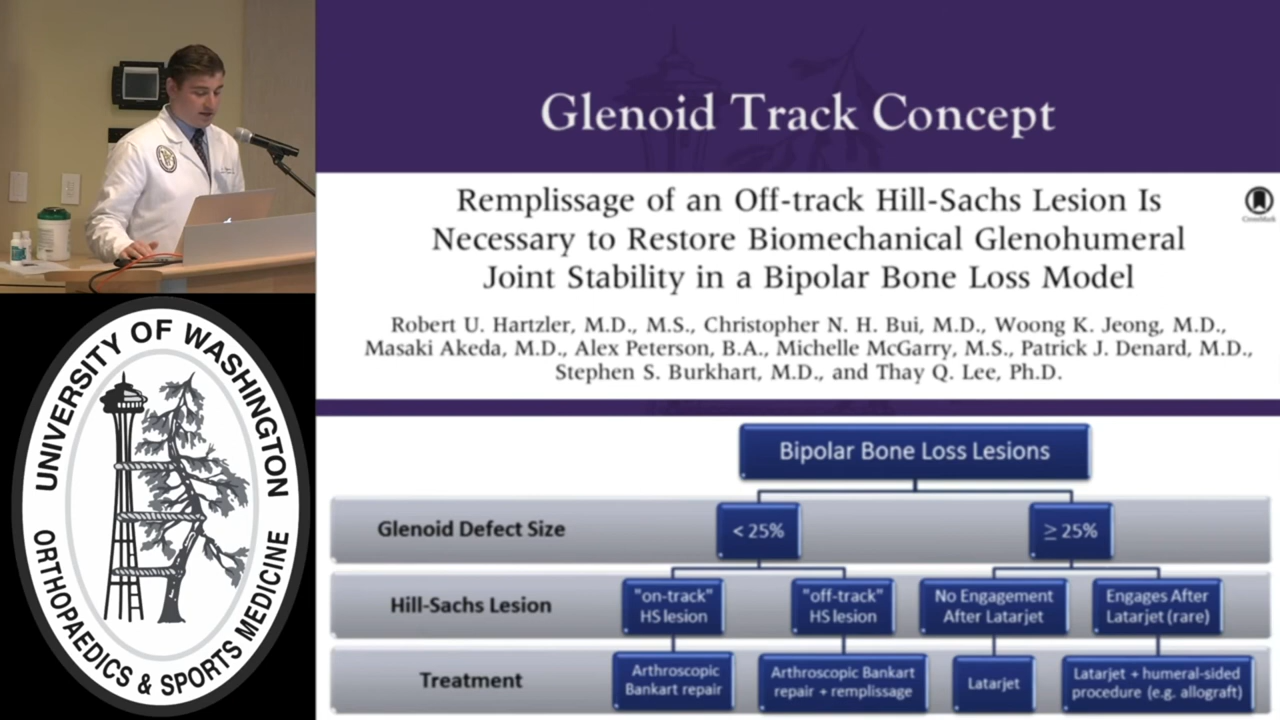 Glenoid Track Concept
Remplissage of an Off-track Hill-Sachs Lesion Is
Necessary to Restore Biomechanical Glenohumeral
Joint Stability in a Bipolar Bone Loss Model
CrossMark
Robert U. Hartzler, M.D., M.S., Christopher N. H. Bui, M.D., Woong K. Jeong, M.D.,
Masaki Akeda, M.D., Alex Peterson, B.A., Michelle McGarry, M.S., Patrick J. Denard, M.D.,
Stephen S. Burkhart, M.D., and Thay Q. Lee, Ph.D.
Bipolar Bone Loss Lesions
Glenoid Defect Size
< 25%
≥ 25%
Hill-Sachs Lesion
"on-track"
HS lesion
"off-track"
HS lesion
No Engagement
After Latarjet
Engages After
Latarjet (rare)
Treatment
Arthroscopic
Bankart repair
Arthroscopic Bankart
repair + remplissage
Latarjet
Latarjet + humeral-sided
procedure (e.g. allograft)
UNIVERSITY OF WASHINGTON
ORTHOPAEDICS & SPORTS MEDICINE